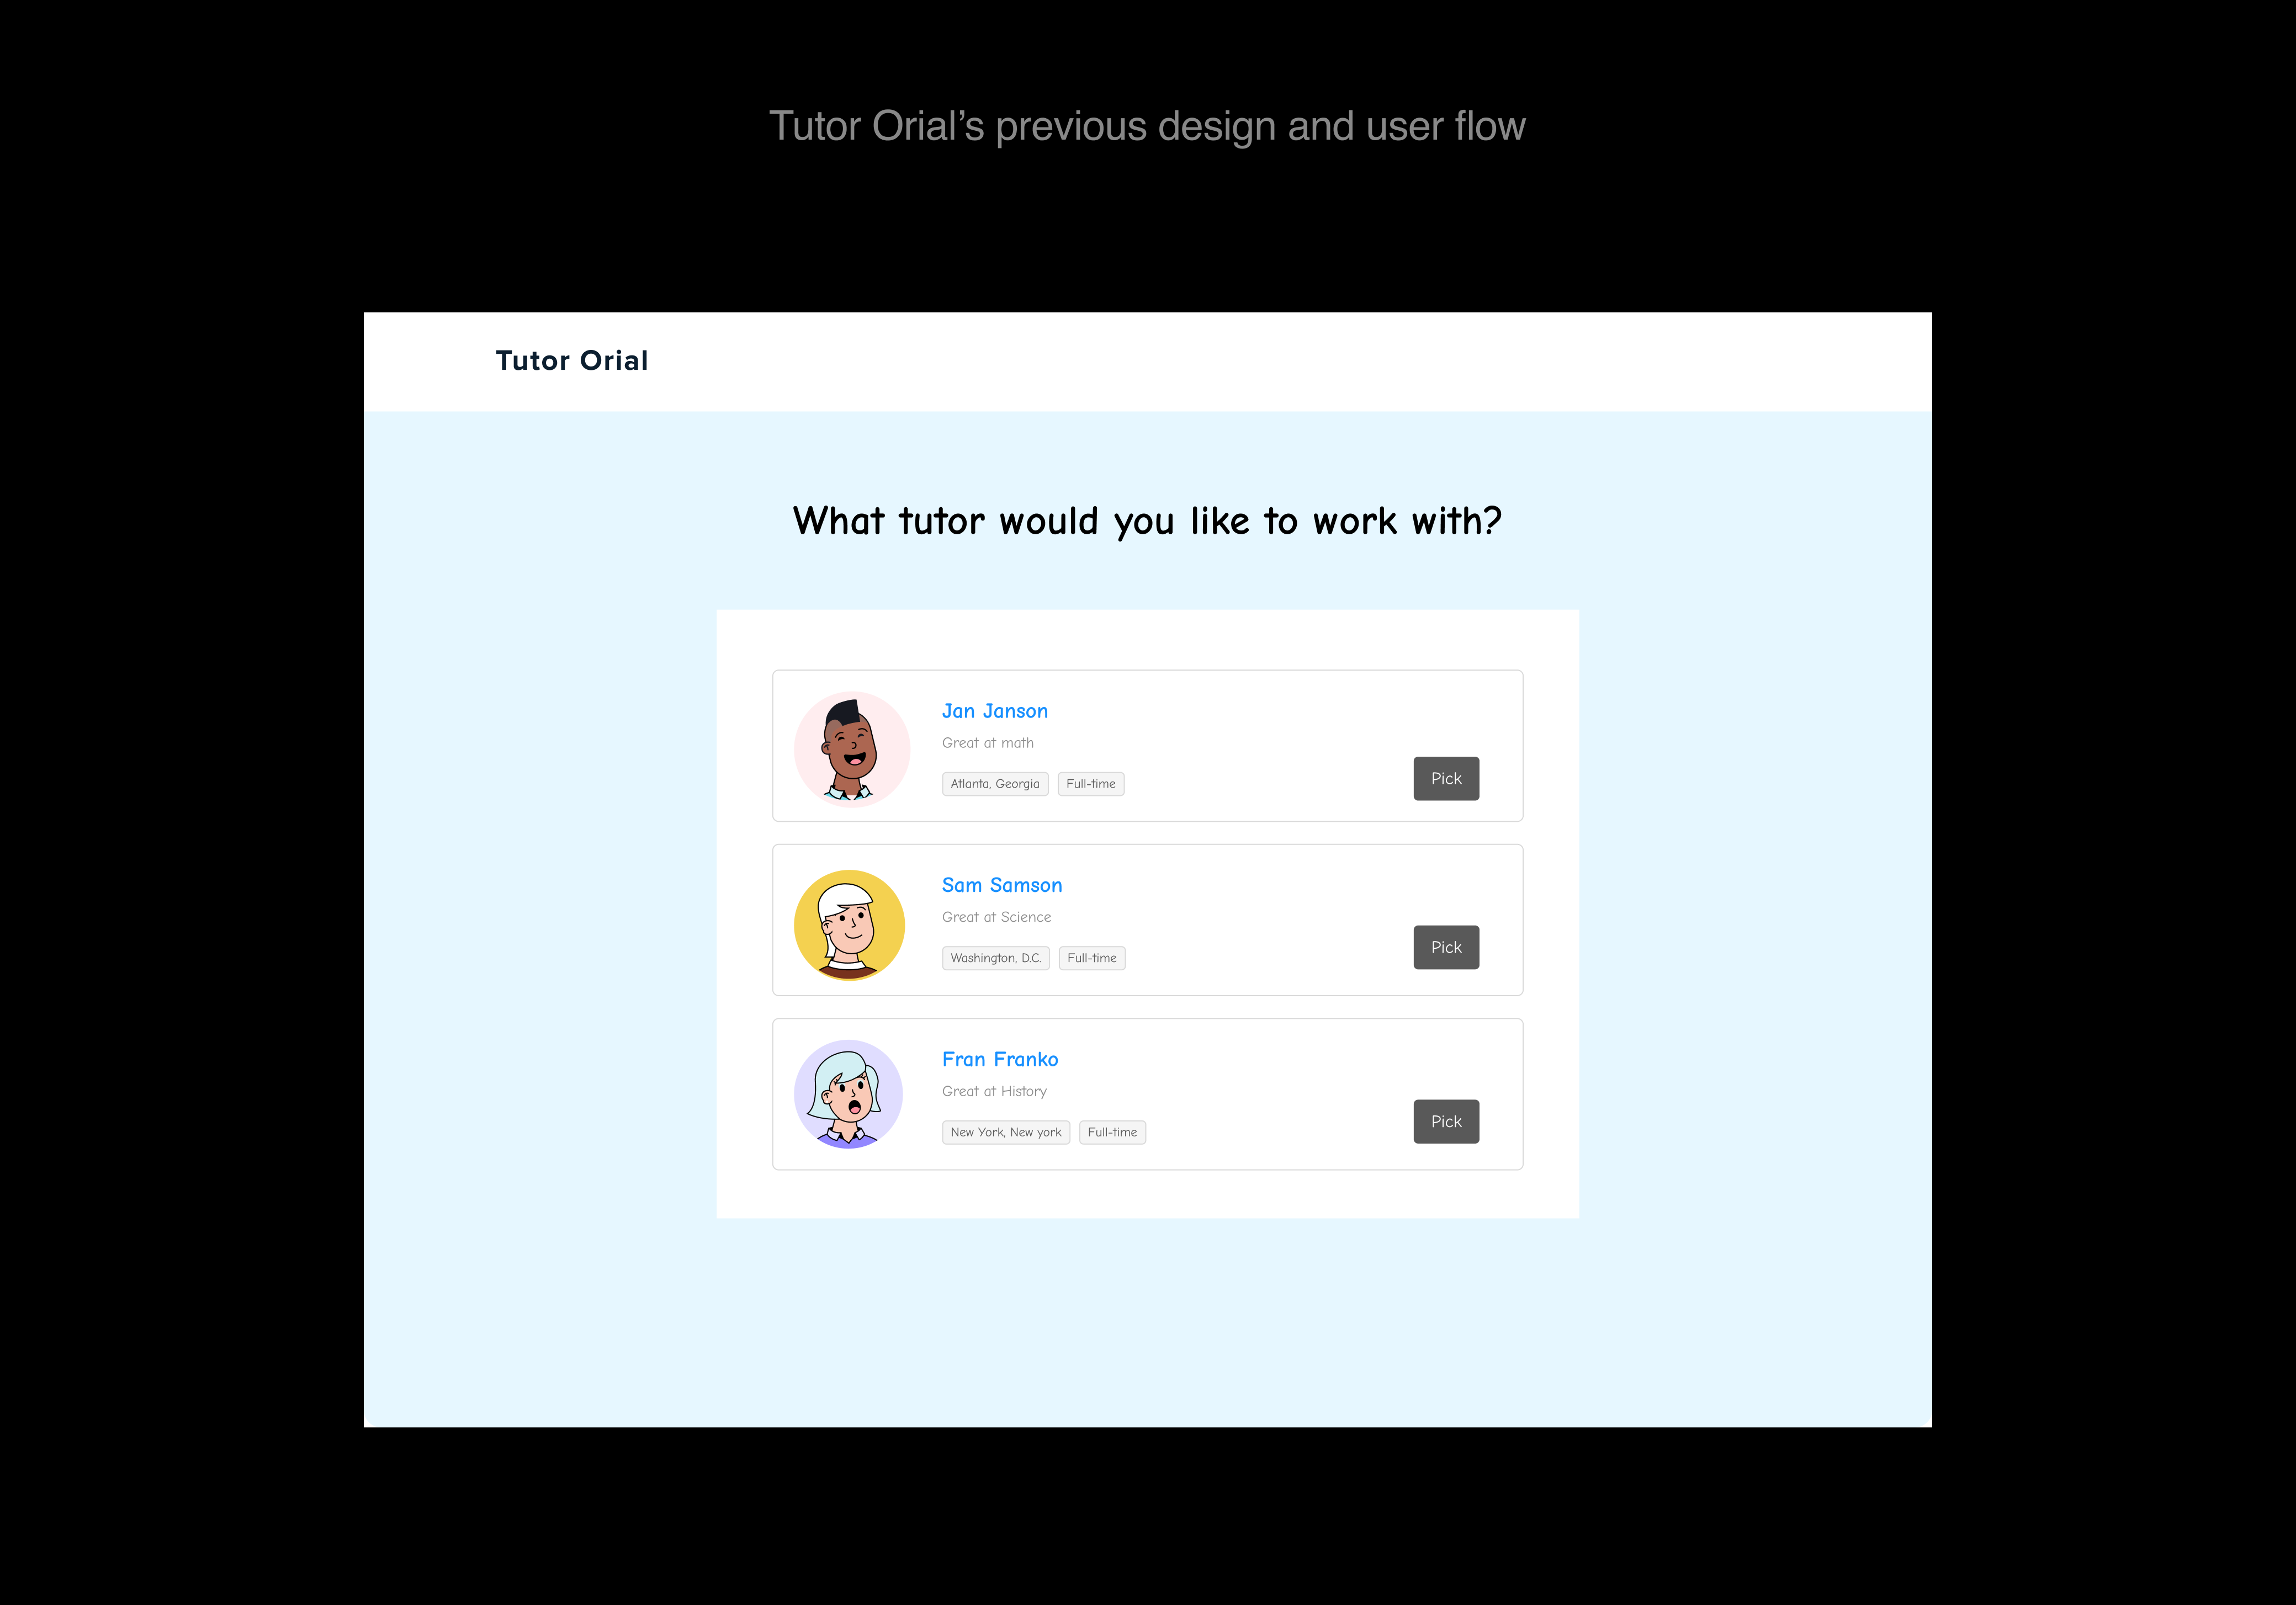 Tutor Orial’s previous design and user flow
Tutor Orial
What tutor would you like to work with?
Jan Janson
Great at math
Atlanta, Georgia Full-time
Pick
Sam Samson
Great at Science
Washington, D.C. Full-time
Pick
Fran Franko
Great at History
New York, New york Full-time
Pick